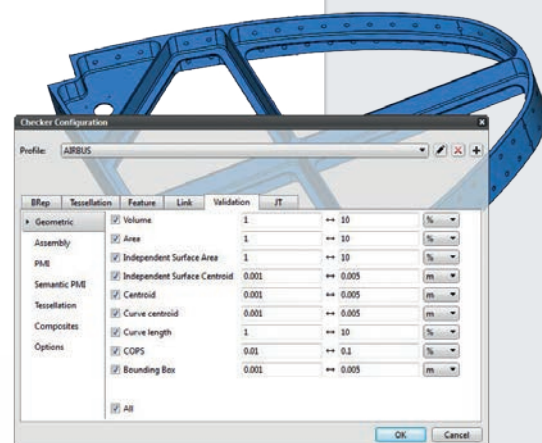 Checker Configuration
Profile: AIRBUS
BRep Tessellation Feature Link Validation JT
Geometric Volume 1 ↔ 10 %
Assembly Area 1 ↔ 10 %
PMI Independent Surface Area 1 ↔ 10 %
Semantic PMI Independent Surface Centroid 0.001 ↔ 0.005 m
Tessellation Centroid 0.001 ↔ 0.005 m
Composites Curve centroid 0.001 ↔ 0.005 m
Options Curve length 1 ↔ 10 %
COPS 0.01 ↔ 0.1 %
Bounding Box 0.001 ↔ 0.005 m
All
OK Cancel